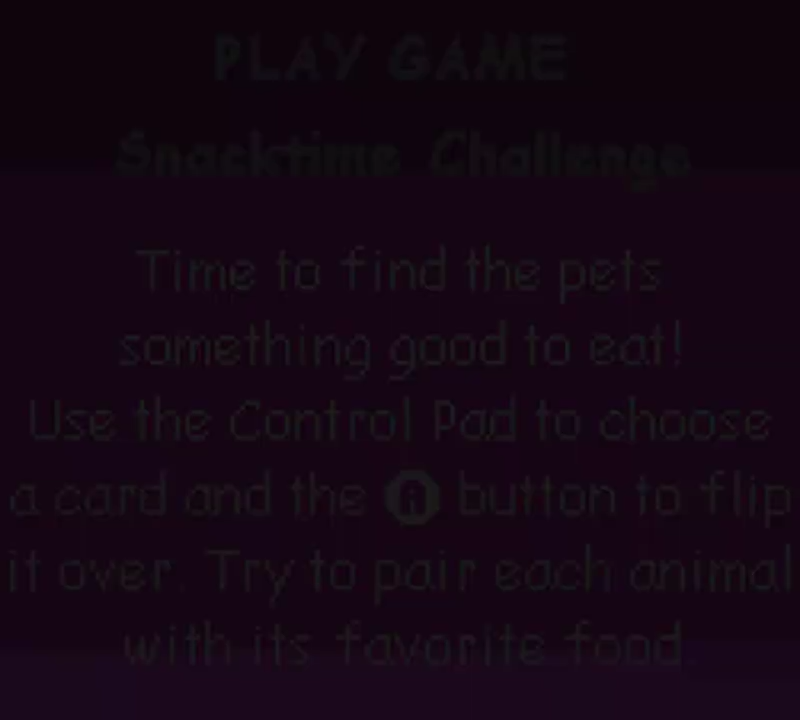 PLAY GAME
Snacktime Challenge
Time to find the pets
something good to eat!
Use the Control Pad to choose
a card and the A button to flip
it over. Try to pair each animal
with its favorite food.